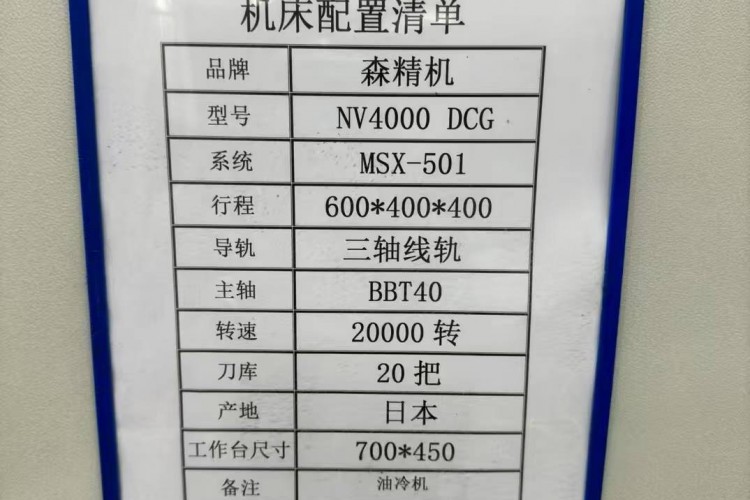 机床配置清单
品牌 森精机
型号 NV4000 DCG
系统 MSX-501
行程 600*400*400
导轨 三轴线轨
主轴 BBT40
转速 20000 转
刀库 20 把
产地 日本
工作台尺寸 700*450
备注 油冷机